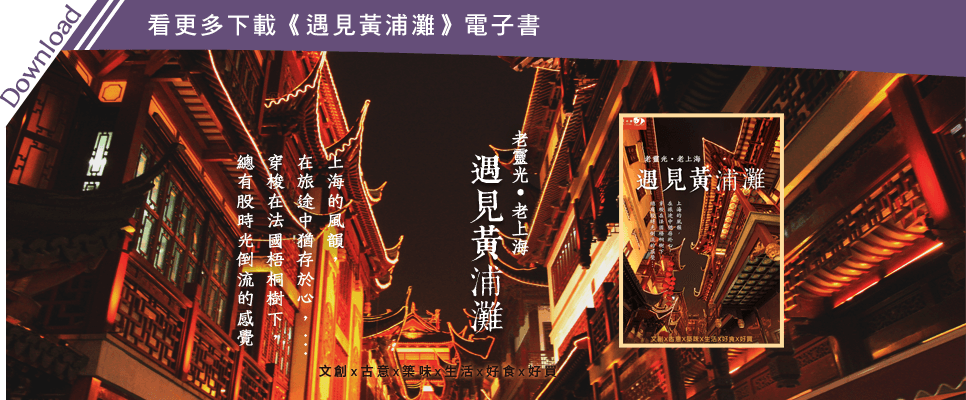 Download
看更多下載《遇見黃浦灘》電子書
老靈光•老上海
遇見黃浦灘
上海的風韻
在旅途中猶存於心，...
穿梭在法國梧桐樹下，
總有股時光倒流的感覺
文創x古意x築味x生活x好食x好買
老靈光•老上海
遇見黃浦灘
文創x古意x築味x生活x好食x好買